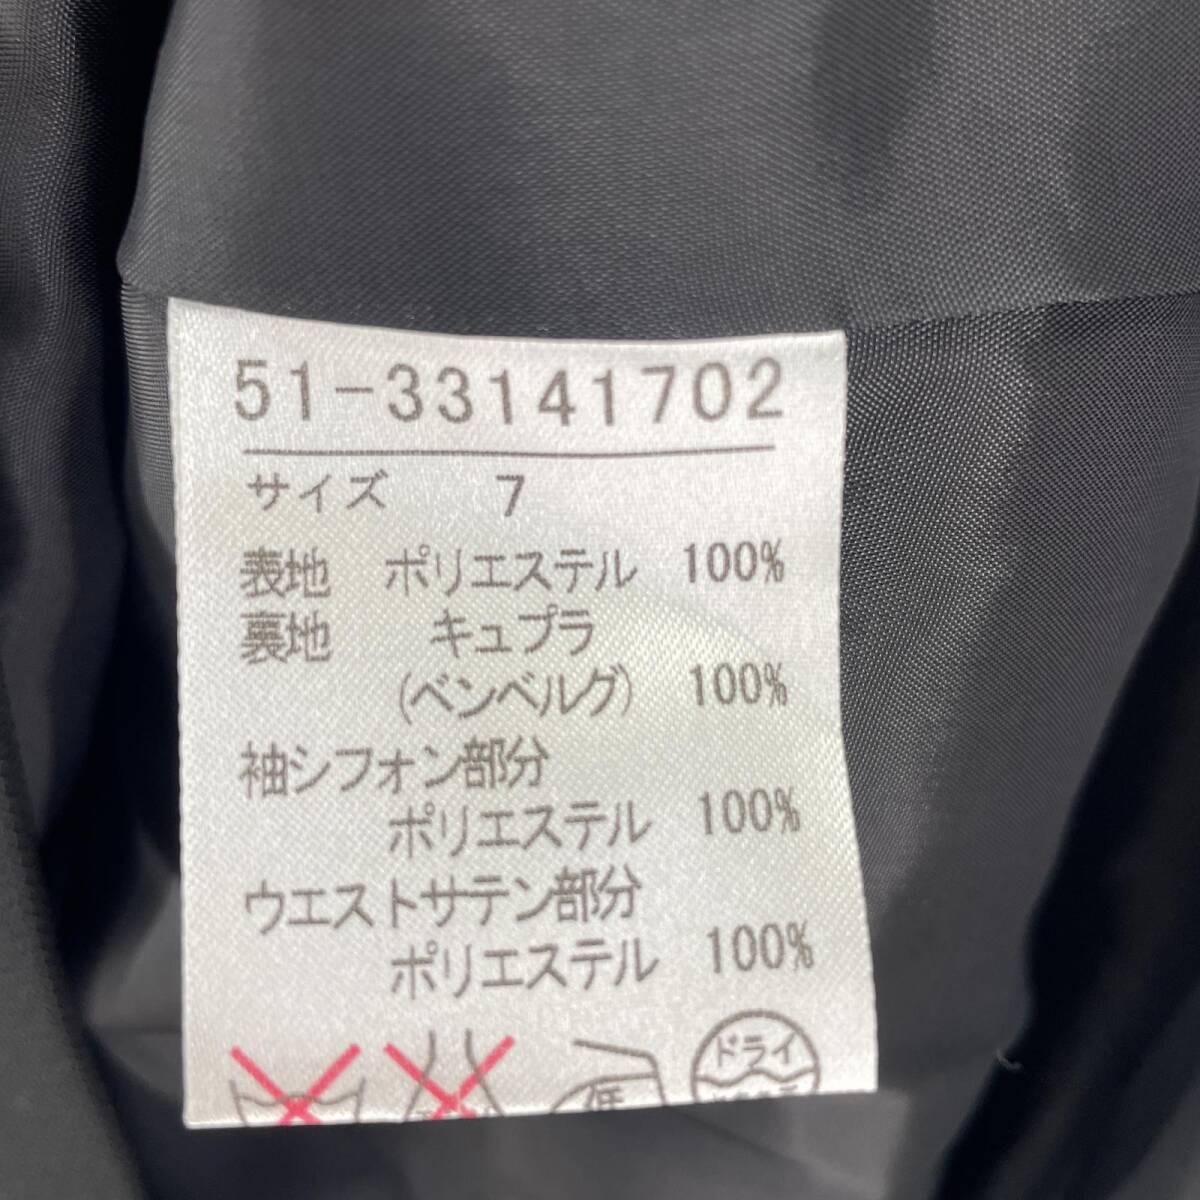 51-33141702
サイズ 7
表地 ポリエステル 100%
裏地 キュプラ
(ベンベルグ) 100%
袖シフォン部分
ポリエステル 100%
ウエストサテン部分
ポリエステル 100%
低
ドライ